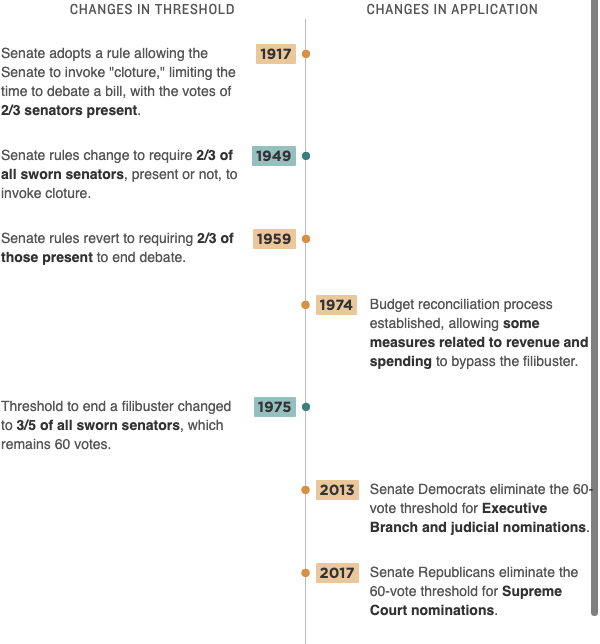 CHANGES IN THRESHOLD
CHANGES IN APPLICATION
Senate adopts a rule allowing the
Senate to invoke "cloture," limiting the
time to debate a bill, with the votes of
2/3 senators present.
1917
Senate rules change to require 2/3 of
all sworn senators, present or not, to
invoke cloture.
1949
Senate rules revert to requiring 2/3 of
those present to end debate.
1959
1974
Budget reconciliation process
established, allowing some
measures related to revenue and
spending to bypass the filibuster.
Threshold to end a filibuster changed
to 3/5 of all sworn senators, which
remains 60 votes.
1975
2013
Senate Democrats eliminate the 60-
vote threshold for Executive
Branch and judicial nominations.
2017
Senate Republicans eliminate the
60-vote threshold for Supreme
Court nominations.